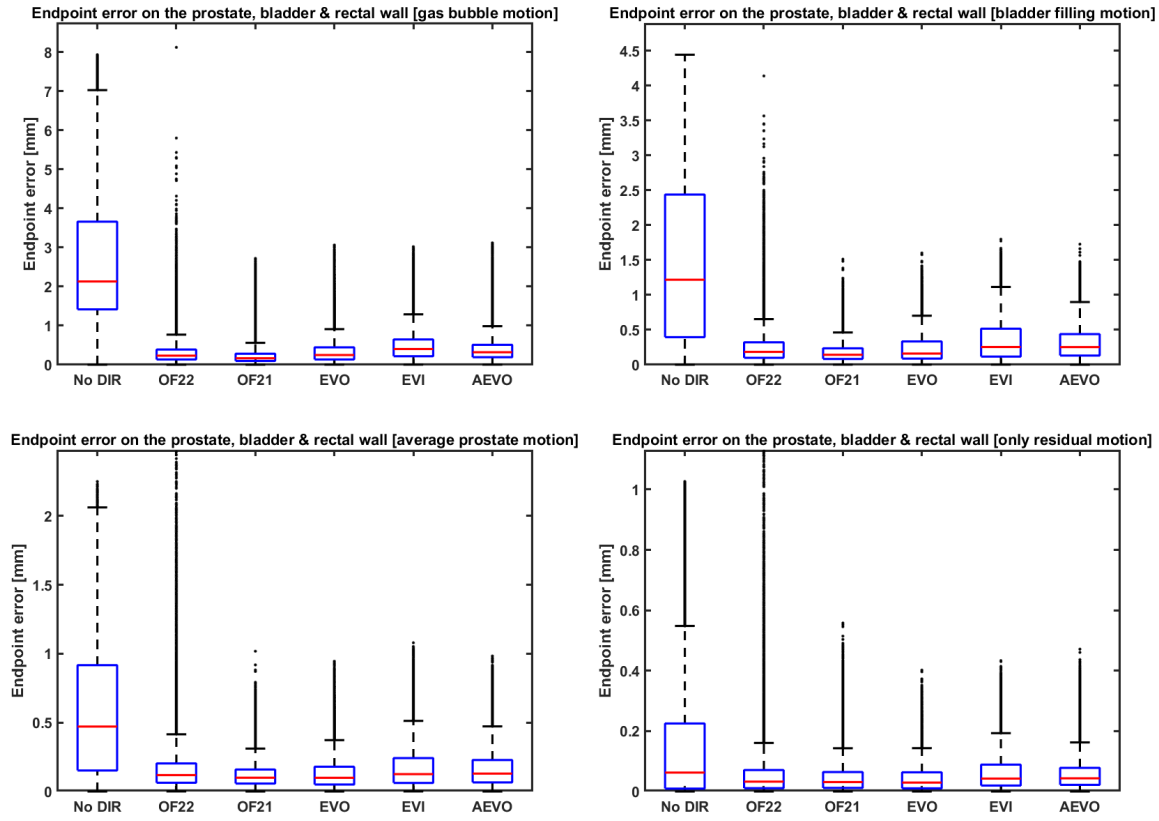 Endpoint error on the prostate, bladder & rectal wall [gas bubble motion]
Endpoint error [mm]
8
7
6
5
4
3
2
1
0
No DIR OF22 OF21 EVO EVI AEVO
Endpoint error on the prostate, bladder & rectal wall [bladder filling motion]
Endpoint error [mm]
4.5
4
3.5
3
2.5
2
1.5
1
0.5
0
No DIR OF22 OF21 EVO EVI AEVO
Endpoint error on the prostate, bladder & rectal wall [average prostate motion]
Endpoint error [mm]
2
1.5
1
0.5
0
No DIR OF22 OF21 EVO EVI AEVO
Endpoint error on the prostate, bladder & rectal wall [only residual motion]
Endpoint error [mm]
1
0.8
0.6
0.4
0.2
0
No DIR OF22 OF21 EVO EVI AEVO